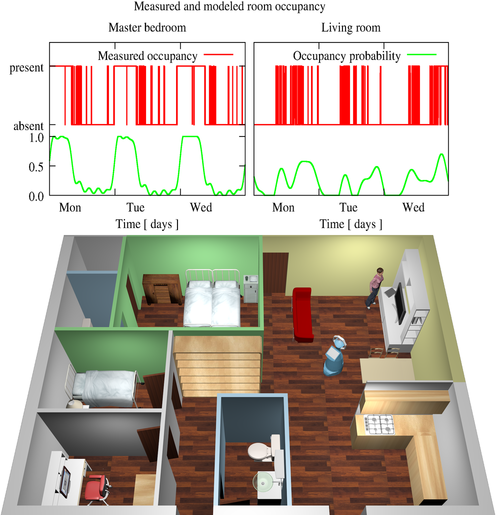 Measured and modeled room occupancy
Master bedroom
Living room
Measured occupancy
Occupancy probability
present
absent
1.0
0.5
0.0
Mon Tue Wed
Mon Tue Wed
Time [ days ]
Time [ days ]